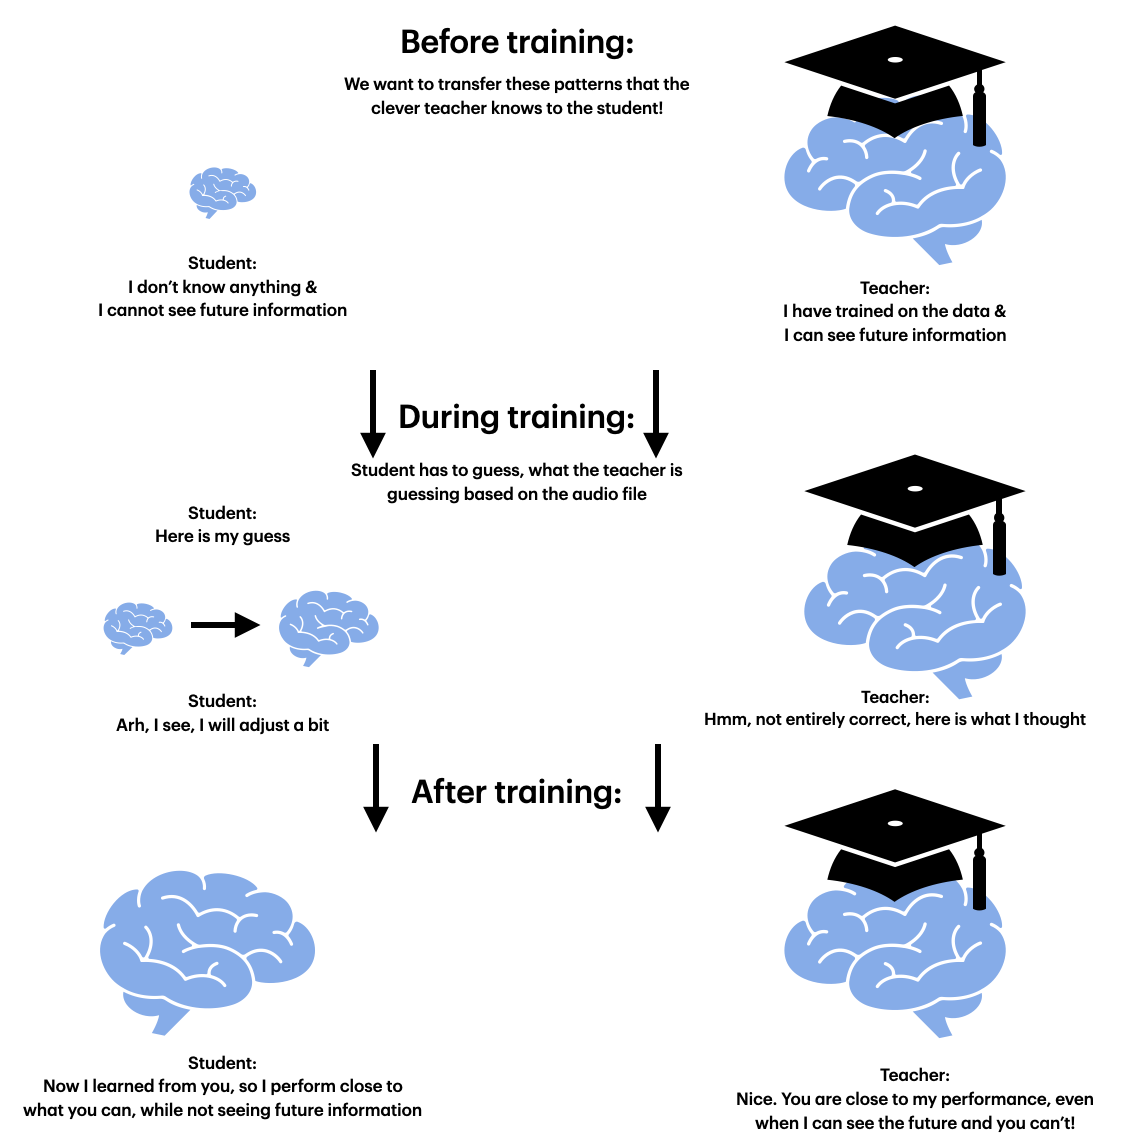 Before training:
We want to transfer these patterns that the
clever teacher knows to the student!
Student:
I don't know anything &
I cannot see future information
Teacher:
I have trained on the data &
I can see future information
During training:
Student has to guess, what the teacher is
guessing based on the audio file
Student:
Here is my guess
Student:
Arh, I see, I will adjust a bit
Teacher:
Hmm, not entirely correct, here is what I thought
After training:
Student:
Now I learned from you, so I perform close to
what you can, while not seeing future information
Teacher:
Nice. You are close to my performance, even
when I can see the future and you can't!